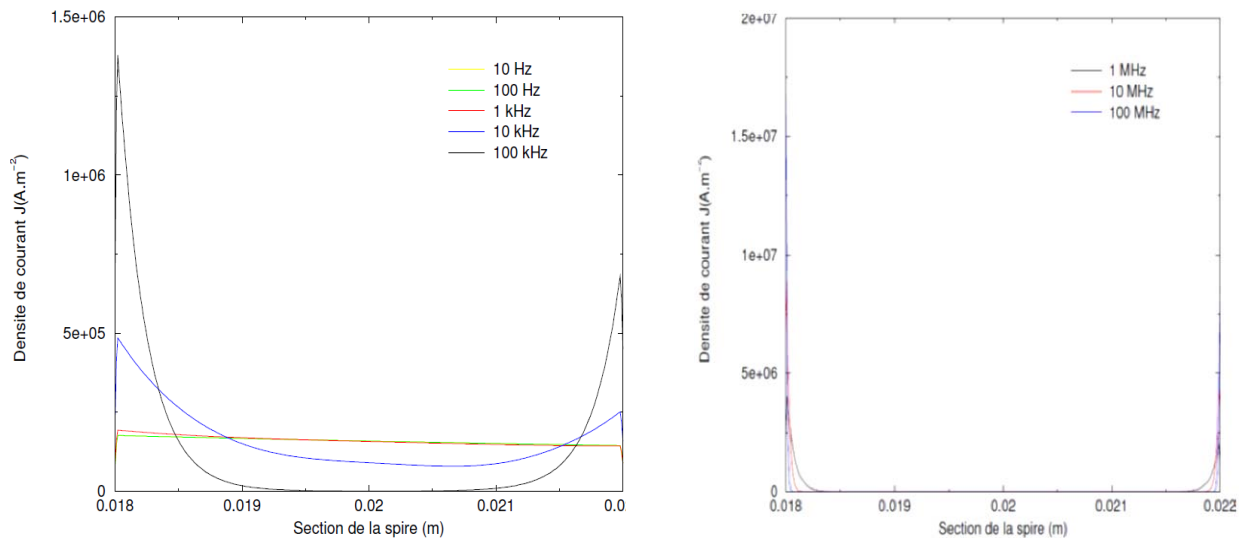 1.5e+06
1e+06
5e+05
0
Densite de courant J(A.m⁻²)
10 Hz
100 Hz
1 kHz
10 kHz
100 kHz
0.018
0.019
0.02
0.021
0.0
Section de la spire (m)
2e+07
1.5e+07
1e+07
5e+06
0
Densite de courant J(A.m⁻²)
1 MHz
10 MHz
100 MHz
0.018
0.019
0.02
0.021
0.022
Section de la spire (m)